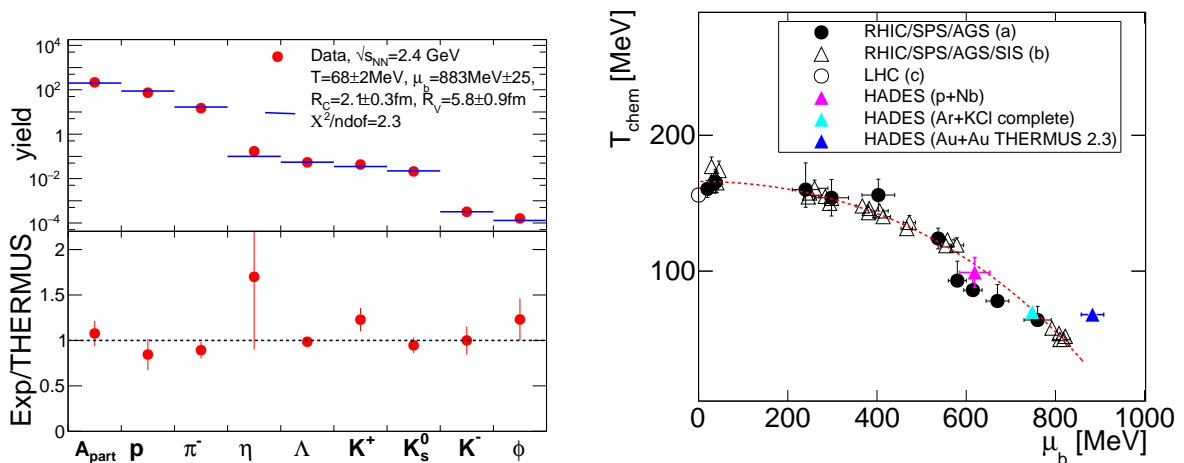 10⁴
10²
1
10⁻²
10⁻⁴
yield
Data, √s_NN=2.4 GeV
T=68±2MeV, μ_b=883MeV±25,
R_C=2.1±0.3fm, R_V=5.8±0.9fm
Χ²/ndof=2.3
2
1.5
1
0.5
0
Exp/THERMUS
A_part p π⁻ η Λ K⁺ K⁰_s K⁻ ϕ
T_chem [MeV]
200
100
RHIC/SPS/AGS (a)
RHIC/SPS/AGS/SIS (b)
LHC (c)
HADES (p+Nb)
HADES (Ar+KCl complete)
HADES (Au+Au THERMUS 2.3)
0 200 400 600 800 1000
μ_b [MeV]